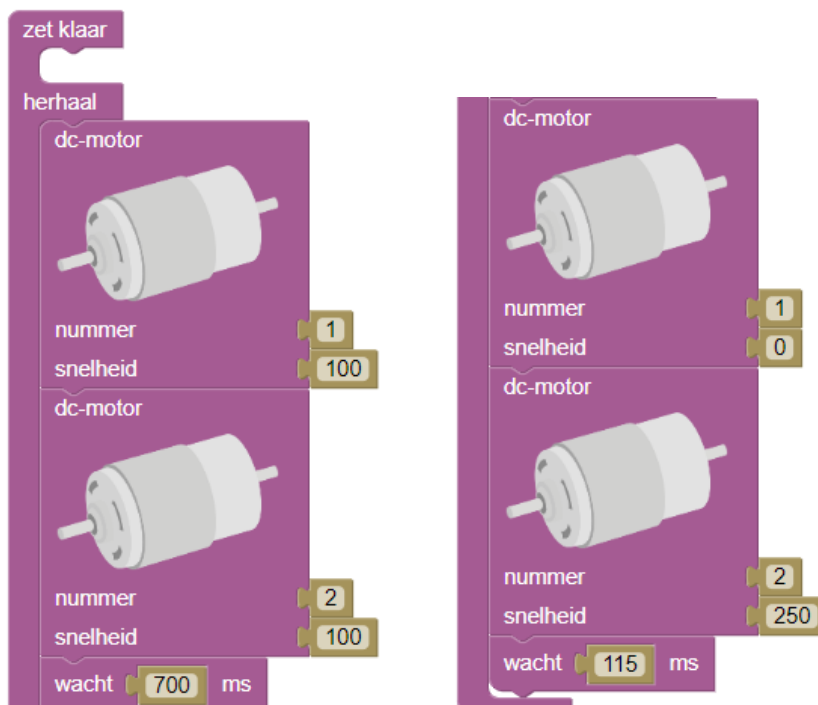 zet klaar
herhaal
dc-motor
nummer 1
snelheid 100
dc-motor
nummer 2
snelheid 100
wacht 700 ms
dc-motor
nummer 1
snelheid 0
dc-motor
nummer 2
snelheid 250
wacht 115 ms